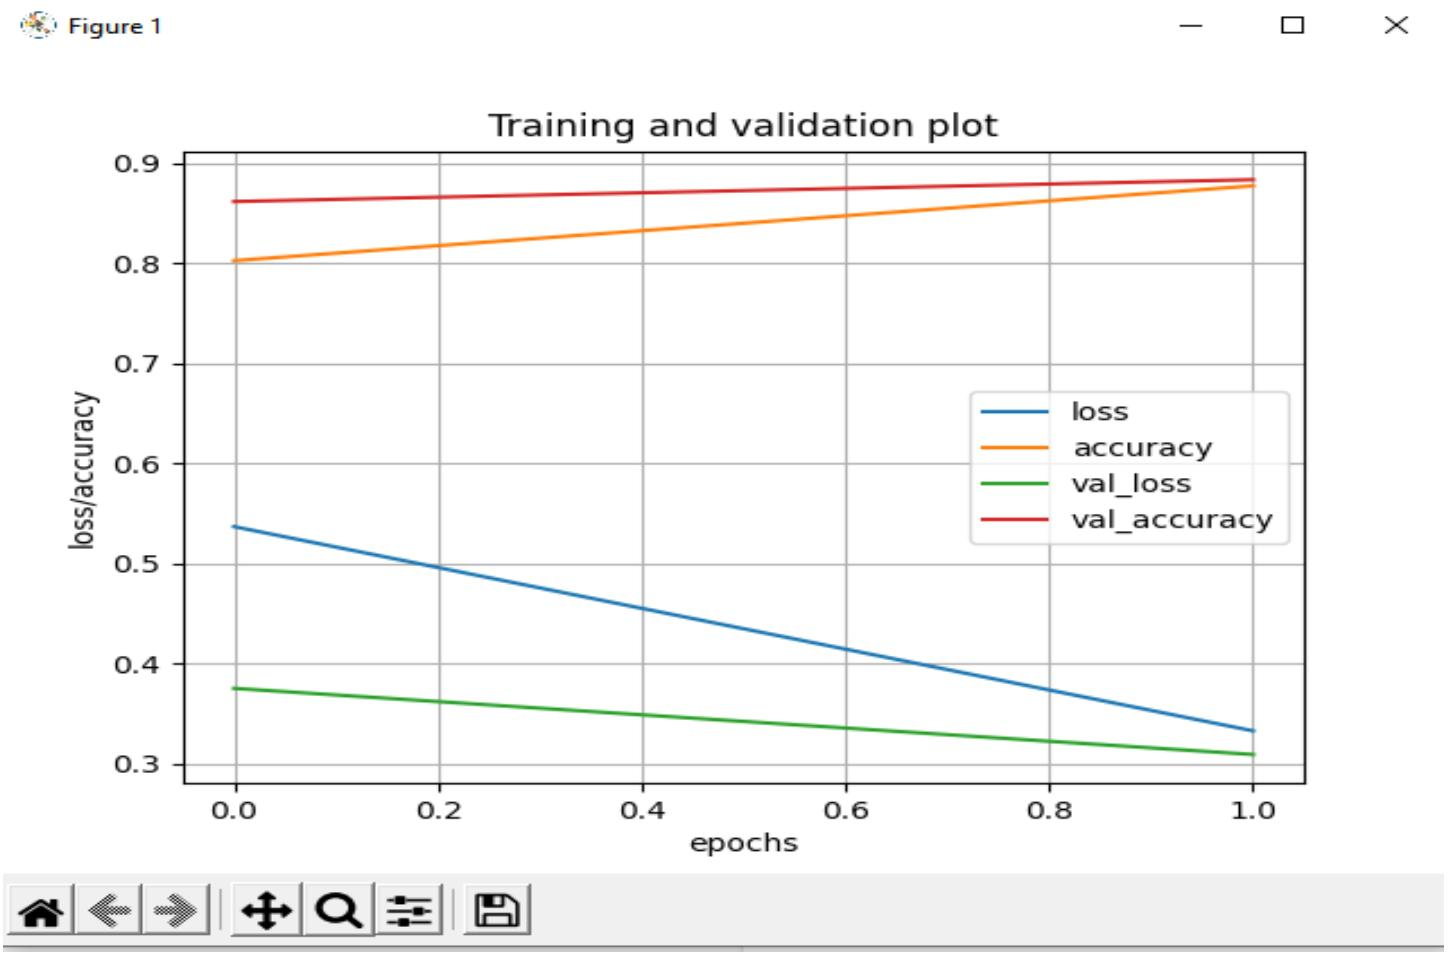 Figure 1
Training and validation plot
0.9
0.8
0.7
0.6
0.5
0.4
0.3
loss/accuracy
loss
accuracy
val_loss
val_accuracy
0.0 0.2 0.4 0.6 0.8 1.0
epochs